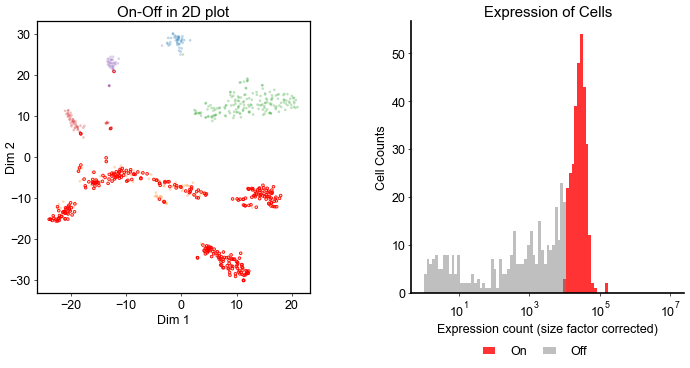 On-Off in 2D plot
Dim 2
30
20
10
0
−10
−20
−30
−20
−10
0
10
20
Dim 1
Expression of Cells
Cell Counts
50
40
30
20
10
0
10^1
10^3
10^5
10^7
Expression count (size factor corrected)
On
Off